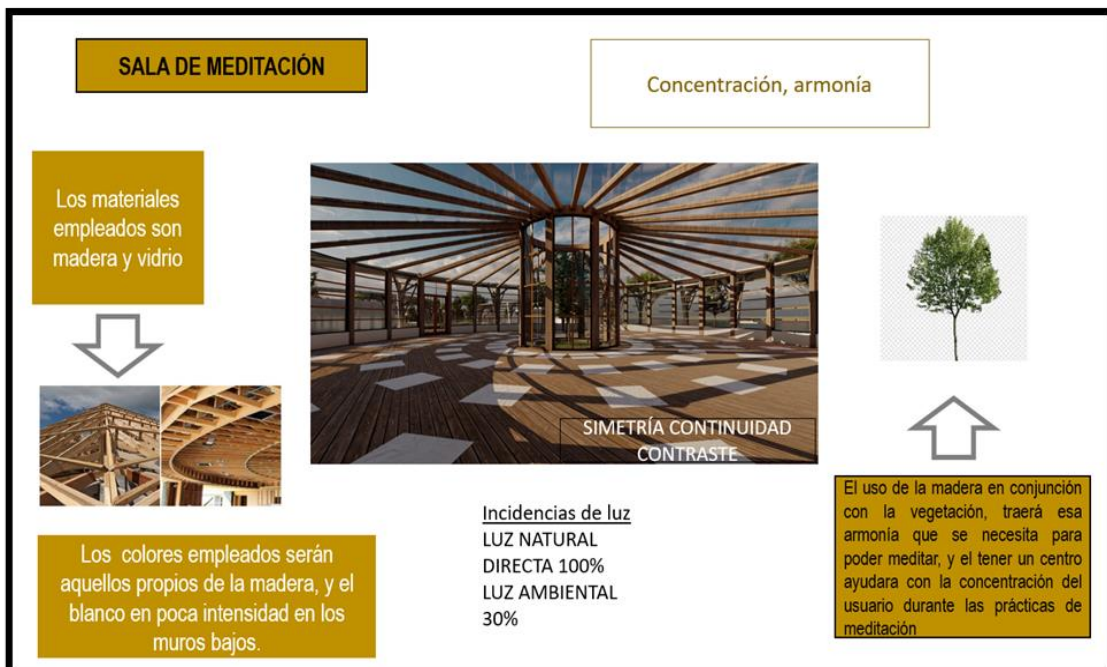 SALA DE MEDITACIÓN
Concentración, armonía
Los materiales
empleados son
madera y vidrio
SIMETRÍA CONTINUIDAD
CONTRASTE
Los colores empleados serán
aquellos propios de la madera, y el
blanco en poca intensidad en los
muros bajos.
Incidencias de luz
LUZ NATURAL
DIRECTA 100%
LUZ AMBIENTAL
30%
El uso de la madera en conjunción
con la vegetación, traerá esa
armonía que se necesita para
poder meditar, y el tener un centro
ayudara con la concentración del
usuario durante las prácticas de
meditación